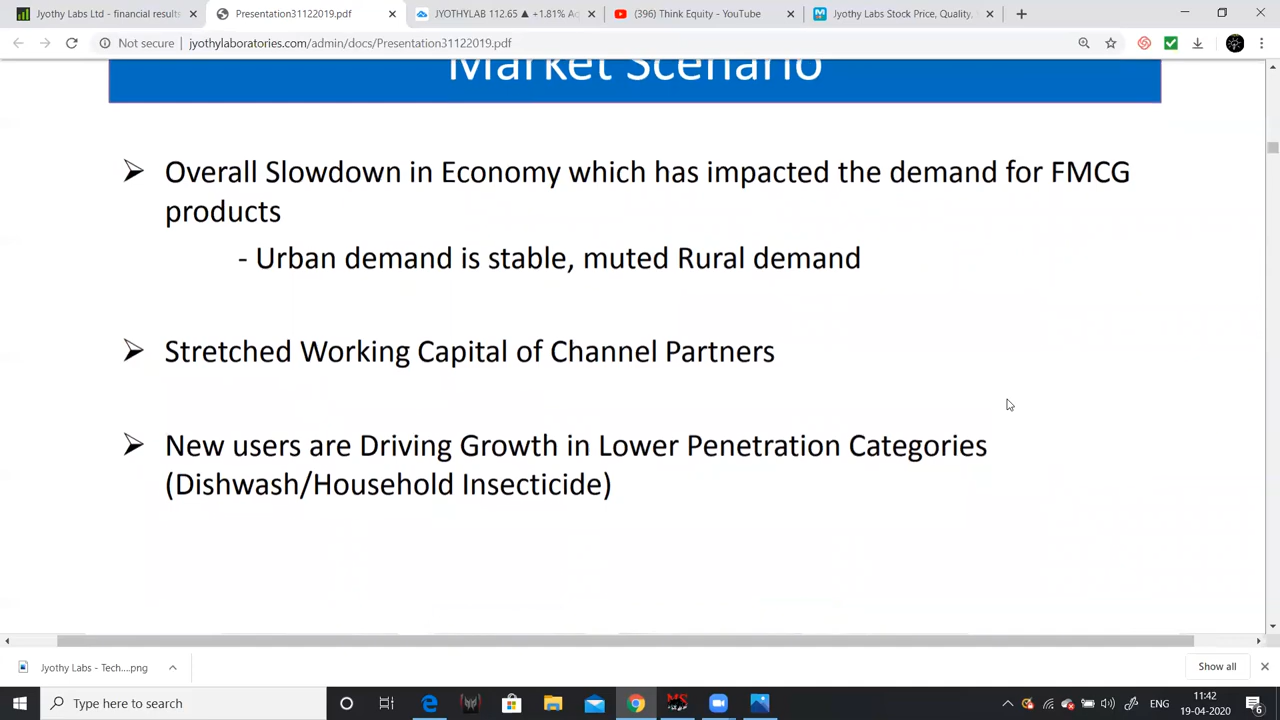 Jyothy Labs Ltd - financial results
Presentation31122019.pdf
JYOTHYLAB 112.65 ▲ +1.81% Aq
(396) Think Equity - YouTube
Jyothy Labs Stock Price, Quality,
Not secure
jyothylaboratories.com/admin/docs/Presentation31122019.pdf
Market Scenario
➢ Overall Slowdown in Economy which has impacted the demand for FMCG
products
- Urban demand is stable, muted Rural demand
➢ Stretched Working Capital of Channel Partners
➢ New users are Driving Growth in Lower Penetration Categories
(Dishwash/Household Insecticide)
Jyothy Labs - Tech....png
Show all
Type here to search
ENG
11:42
19-04-2020
6